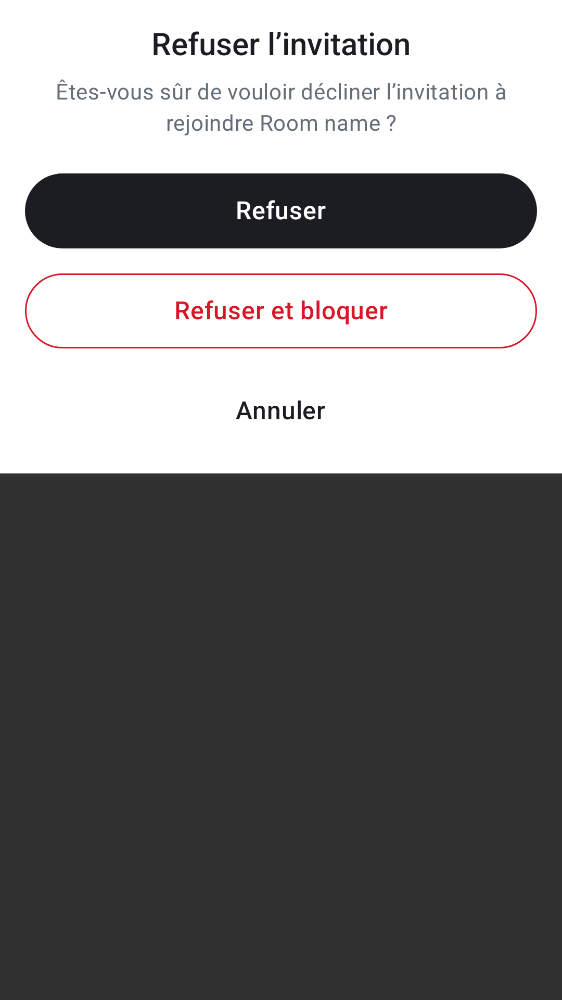 Refuser l’invitation
Êtes-vous sûr de vouloir décliner l’invitation à
rejoindre Room name ?
Refuser
Refuser et bloquer
Annuler